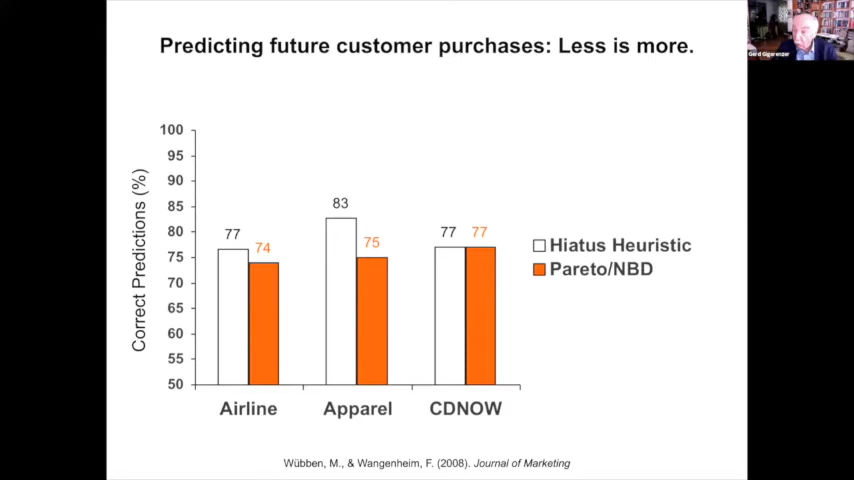 Predicting future customer purchases: Less is more.
Gerd Gigerenzer
Correct Predictions (%)
100
95
90
85
80
75
70
65
60
55
50
77
74
83
75
77
77
Airline
Apparel
CDNOW
Hiatus Heuristic
Pareto/NBD
Wübben, M., & Wangenheim, F. (2008). Journal of Marketing